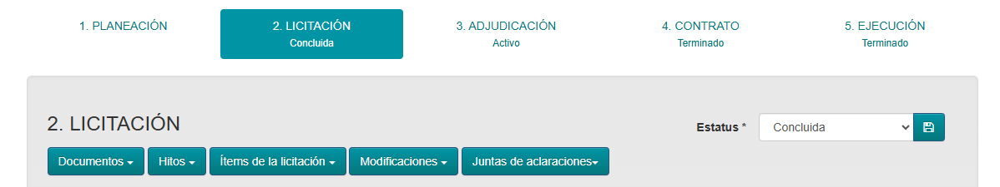 1. PLANEACIÓN
2. LICITACIÓN
Concluida
3. ADJUDICACIÓN
Activo
4. CONTRATO
Terminado
5. EJECUCIÓN
Terminado
2. LICITACIÓN
Estatus * Concluida
Documentos Hitos Ítems de la licitación Modificaciones Juntas de aclaraciones